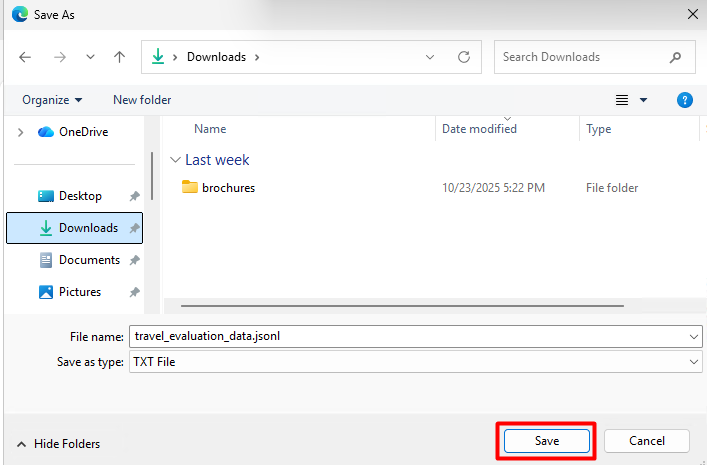 Save As
Downloads
Search Downloads
Organize New folder ?
OneDrive
Name Date modified Type
Last week
brochures 10/23/2025 5:22 PM File folder
Desktop
Downloads
Documents
Pictures
File name: travel_evaluation_data.jsonl
Save as type: TXT File
Hide Folders Save Cancel